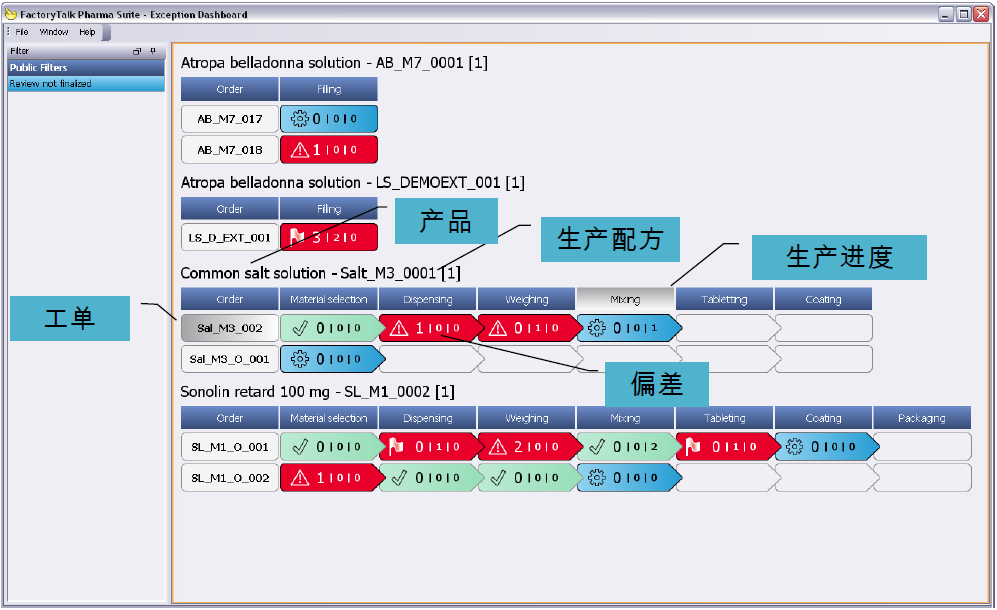 FactoryTalk Pharma Suite - Exception Dashboard
File Window Help
Filter
Public Filters
Review not finalized
Atropa belladonna solution - AB_M7_0001 [1]
Order Filing
AB_M7_017 0|0|0
AB_M7_018 1|0|0
Atropa belladonna solution - LS_DEMOEXT_001 [1]
Order Filing
LS_D_EXT_001 3|2|0
产品
生产配方
生产进度
Common salt solution - Salt_M3_0001 [1]
Order Material selection Dispensing Weighing Mixing Tabletting Coating
工单
Sal_M3_002 0|0|0 1|0|0 0|1|0 0|0|1
Sal_M3_O_001 0|0|0
偏差
Sonolin retard 100 mg - SL_M1_0002 [1]
Order Material selection Dispensing Weighing Mixing Tableting Coating Packaging
SL_M1_O_001 0|0|0 0|1|0 2|0|0 0|0|2 0|1|0 0|0|0
SL_M1_O_002 1|0|0 0|0|0 0|0|0 0|0|0